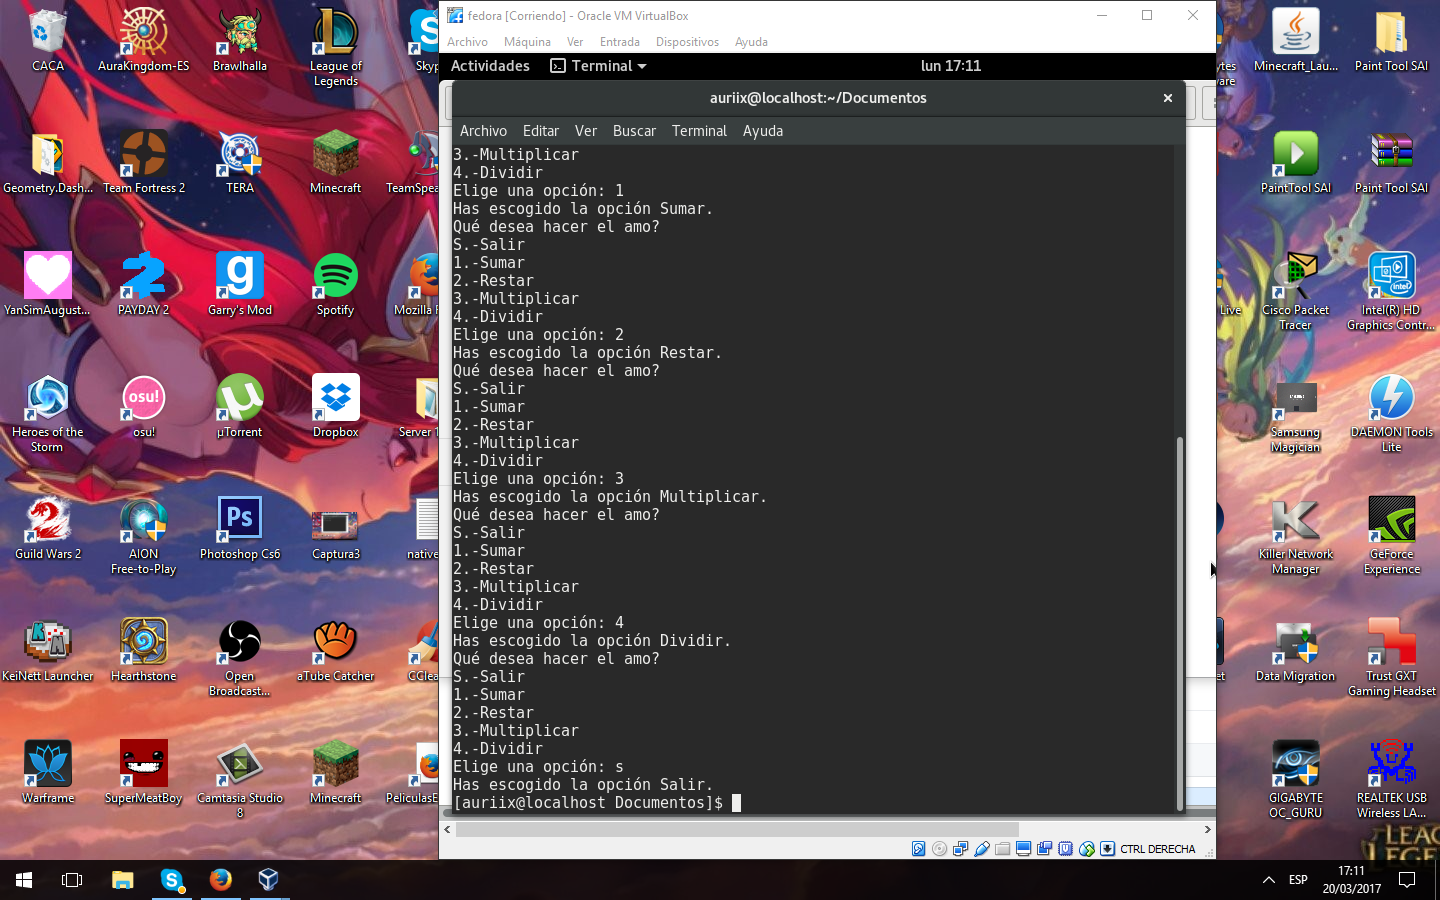 CACA
AuraKingdom-ES
Brawlhalla
League of
Legends
Skyp
Geometry.Dash...
Team Fortress 2
TERA
Minecraft
TeamSpea
YanSimAugust...
PAYDAY 2
Garry's Mod
Spotify
Mozilla F
Heroes of the
Storm
osu!
osu!
µTorrent
Dropbox
Server 1
Guild Wars 2
AION
Free-to-Play
Ps
Photoshop Cs6
Captura3
native
KeiNett Launcher
Hearthstone
Open
Broadcast...
aTube Catcher
CClea
Warframe
SuperMeatBoy
Camtasia Studio
8
Minecraft
PeliculasE
fedora [Corriendo] - Oracle VM VirtualBox
Archivo Máquina Ver Entrada Dispositivos Ayuda
Actividades Terminal lun 17:11
auriix@localhost:~/Documentos
Archivo Editar Ver Buscar Terminal Ayuda
3.-Multiplicar
4.-Dividir
Elige una opción: 1
Has escogido la opción Sumar.
Qué desea hacer el amo?
S.-Salir
1.-Sumar
2.-Restar
3.-Multiplicar
4.-Dividir
Elige una opción: 2
Has escogido la opción Restar.
Qué desea hacer el amo?
S.-Salir
1.-Sumar
2.-Restar
3.-Multiplicar
4.-Dividir
Elige una opción: 3
Has escogido la opción Multiplicar.
Qué desea hacer el amo?
S.-Salir
1.-Sumar
2.-Restar
3.-Multiplicar
4.-Dividir
Elige una opción: 4
Has escogido la opción Dividir.
Qué desea hacer el amo?
S.-Salir
1.-Sumar
2.-Restar
3.-Multiplicar
4.-Dividir
Elige una opción: s
Has escogido la opción Salir.
[auriix@localhost Documentos]$
CTRL DERECHA
ytes
are
Minecraft_Lau...
Paint Tool SAI
PaintTool SAI
Paint Tool SAI
Live
Cisco Packet
Tracer
intel
Intel(R) HD
Graphics Contr...
Samsung
Magician
DAEMON Tools
Lite
Killer Network
Manager
GeForce
Experience
et
Data Migration
Trust GXT
Gaming Headset
GIGABYTE
OC_GURU
REALTEK USB
Wireless LA...
LEAG
LEGE
ESP
17:11
20/03/2017